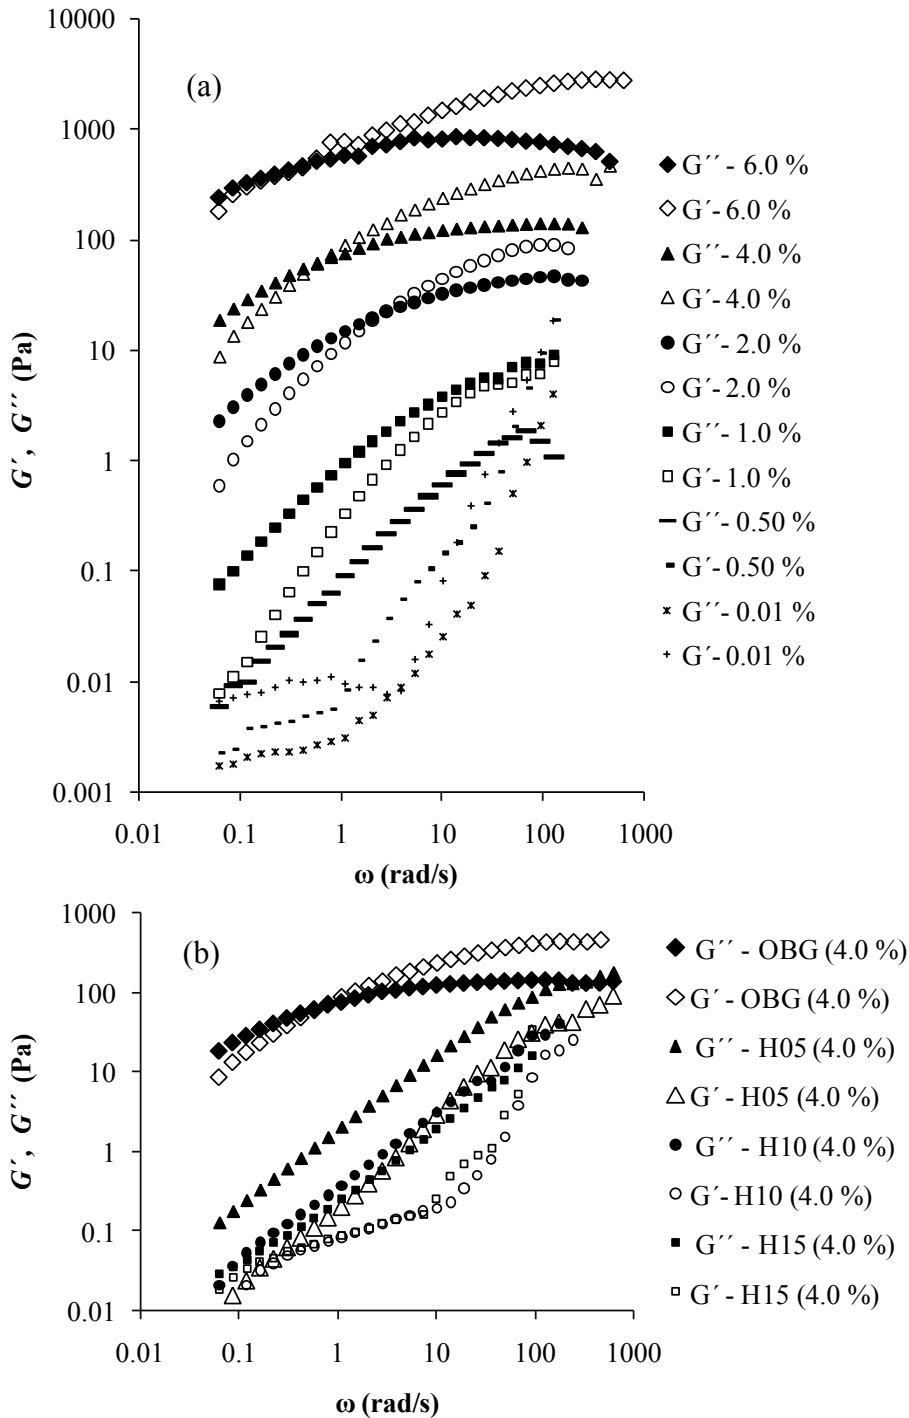 10000
1000
100
10
1
0.1
0.01
0.001
G´, G´´ (Pa)
(a)
0.01 0.1 1 10 100 1000
ω (rad/s)
G´´ - 6.0 %
G´- 6.0 %
G´´- 4.0 %
G´- 4.0 %
G´´- 2.0 %
G´- 2.0 %
G´´- 1.0 %
G´- 1.0 %
G´´- 0.50 %
G´- 0.50 %
G´´- 0.01 %
G´- 0.01 %
1000
100
10
1
0.1
0.01
G´, G´´ (Pa)
(b)
0.01 0.1 1 10 100 1000
ω (rad/s)
G´´ - OBG (4.0 %)
G´ - OBG (4.0 %)
G´´ - H05 (4.0 %)
G´ - H05 (4.0 %)
G´´ - H10 (4.0 %)
G´- H10 (4.0 %)
G´´ - H15 (4.0 %)
G´ - H15 (4.0 %)